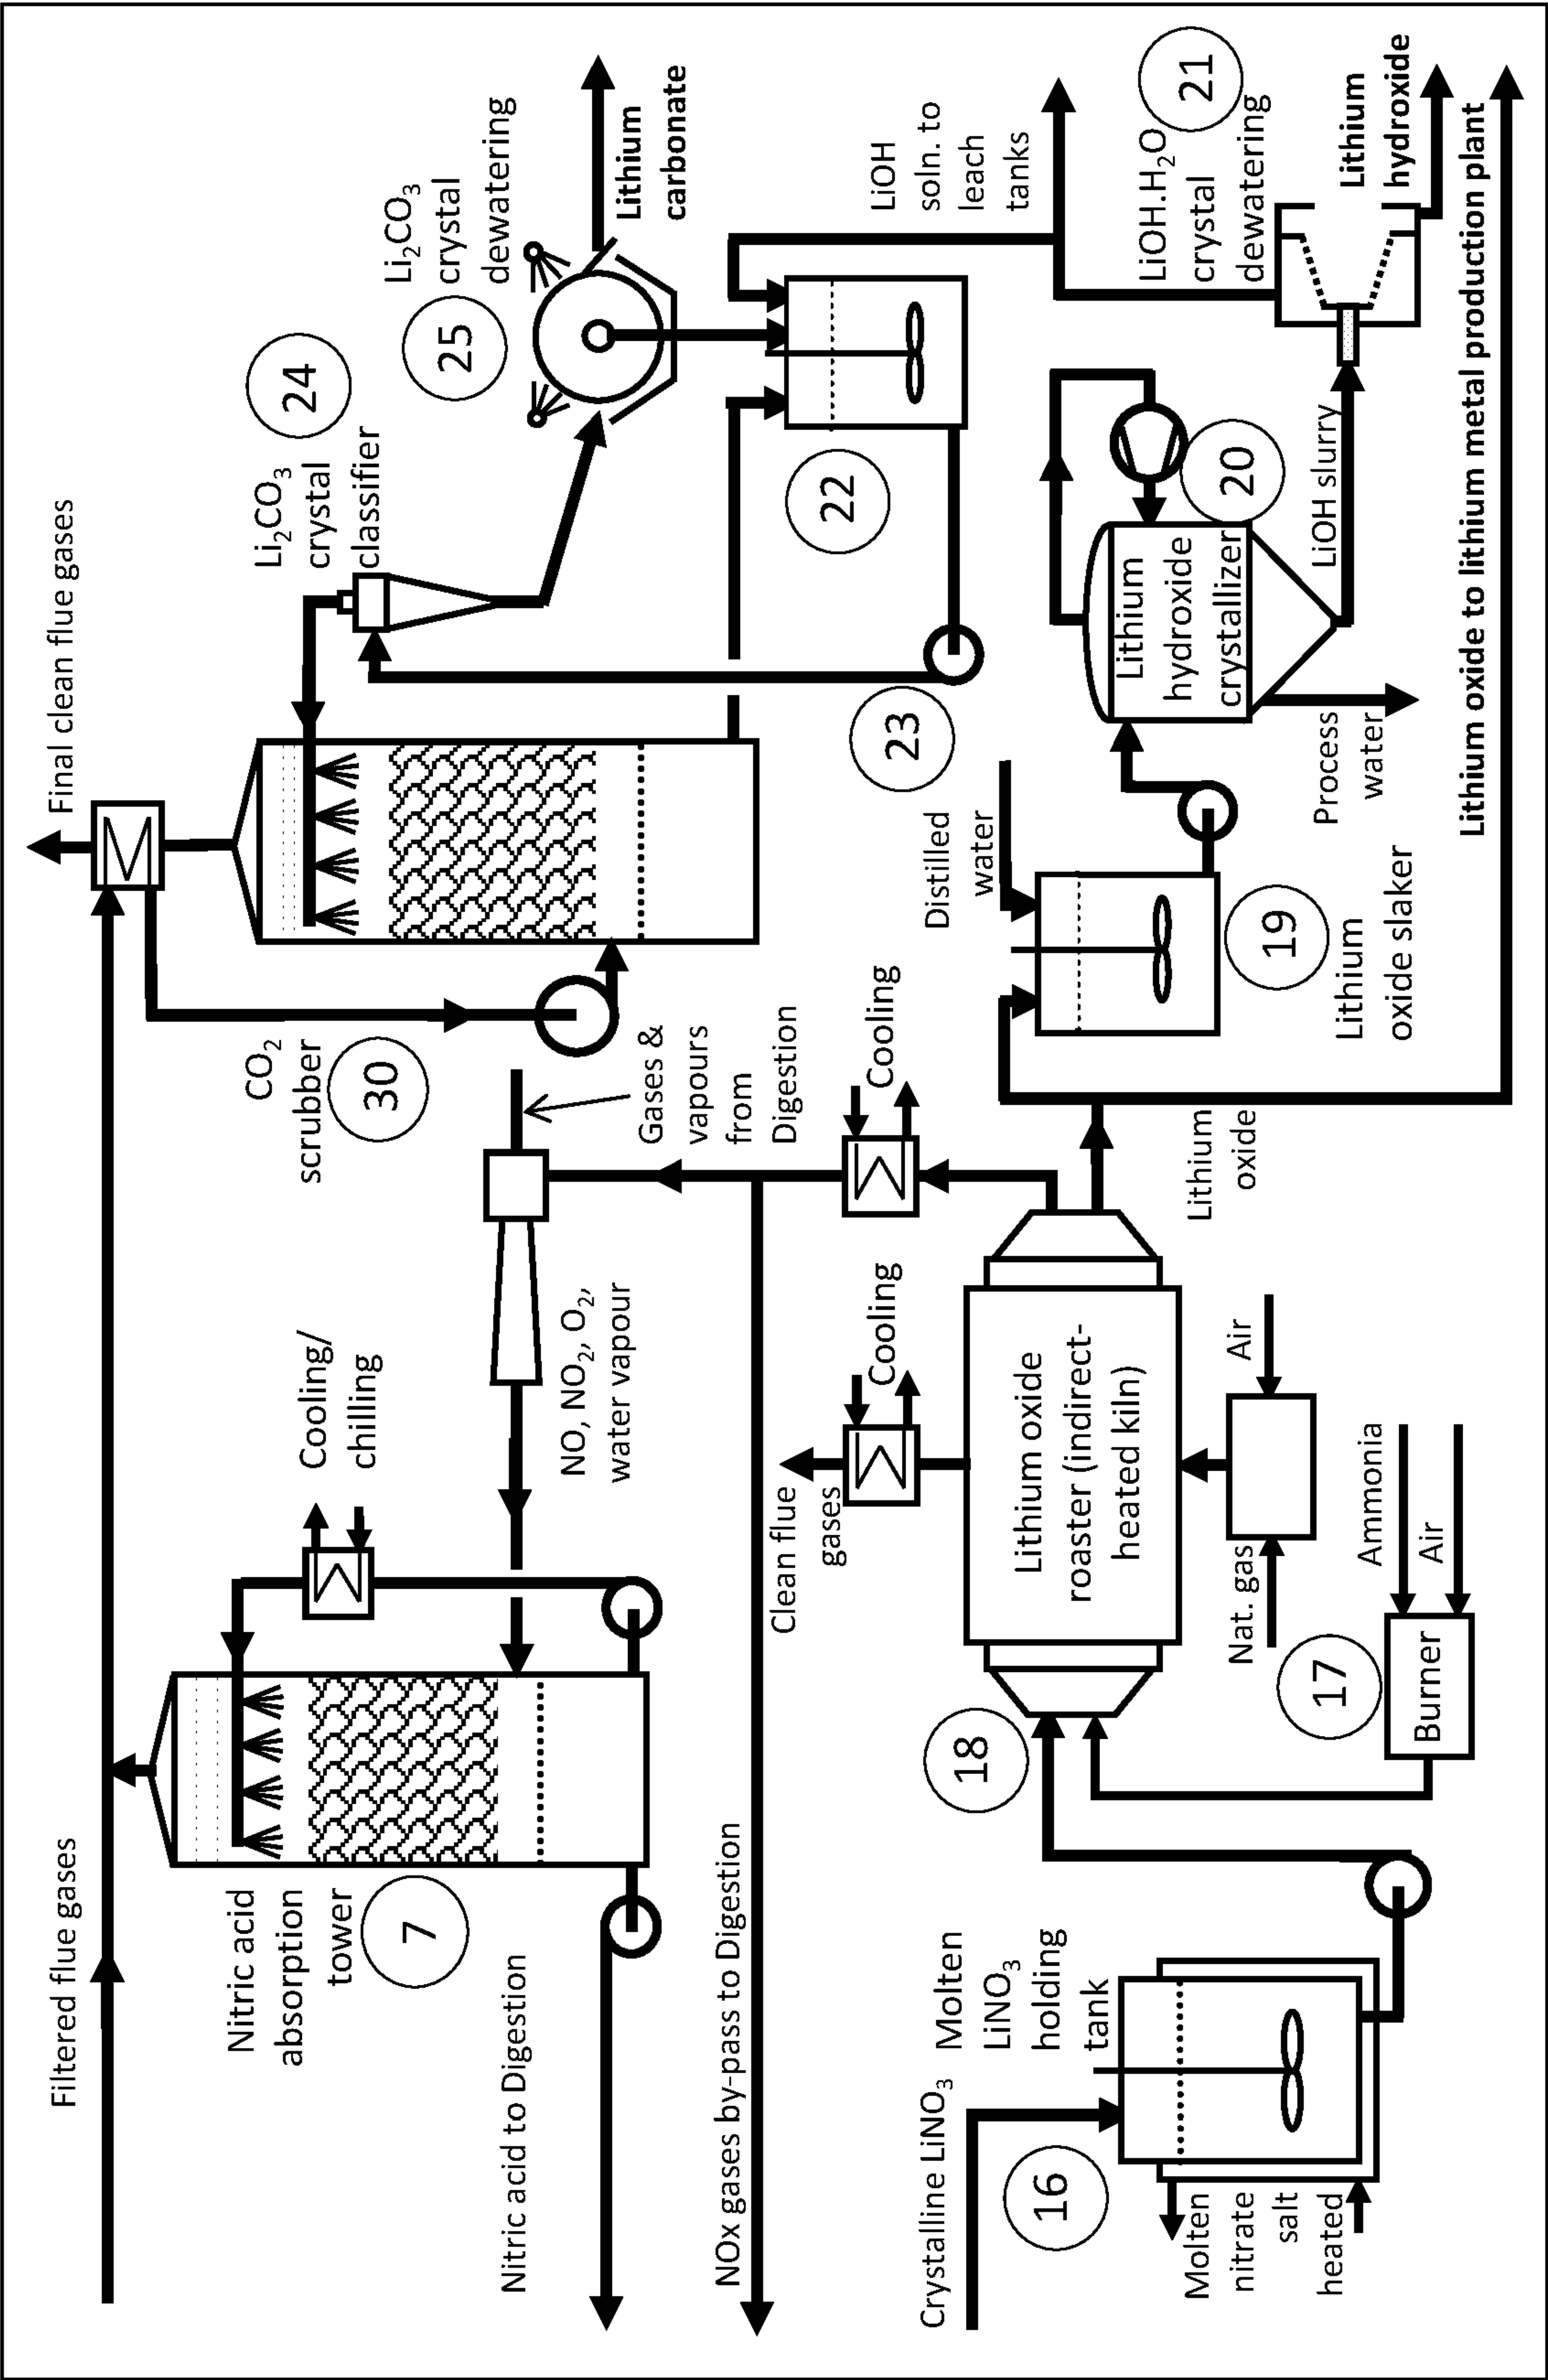 Filtered flue gases
Final clean flue gases
Nitric acid
absorption
tower
7
Cooling/
chilling
CO2
scrubber
30
Li2CO3
crystal
classifier
24
Li2CO3
crystal
dewatering
25
Lithium
carbonate
Nitric acid to Digestion
NO, NO2, O2,
water vapour
Gases &
vapours
from
Digestion
NOx gases by-pass to Digestion
Clean flue
gases
Cooling
Cooling
23
22
LiOH
soln. to
leach
tanks
Distilled
water
Crystalline LiNO3
Molten
LiNO3
holding
tank
16
Molten
nitrate
salt
heated
18
Lithium oxide
roaster (indirect-
heated kiln)
Nat. gas
Air
17
Burner
Ammonia
Air
Lithium
oxide
19
Lithium
oxide slaker
Lithium
hydroxide
crystallizer
20
Process
water
LiOH slurry
LiOH.H2O
crystal
dewatering
21
Lithium
hydroxide
Lithium oxide to lithium metal production plant